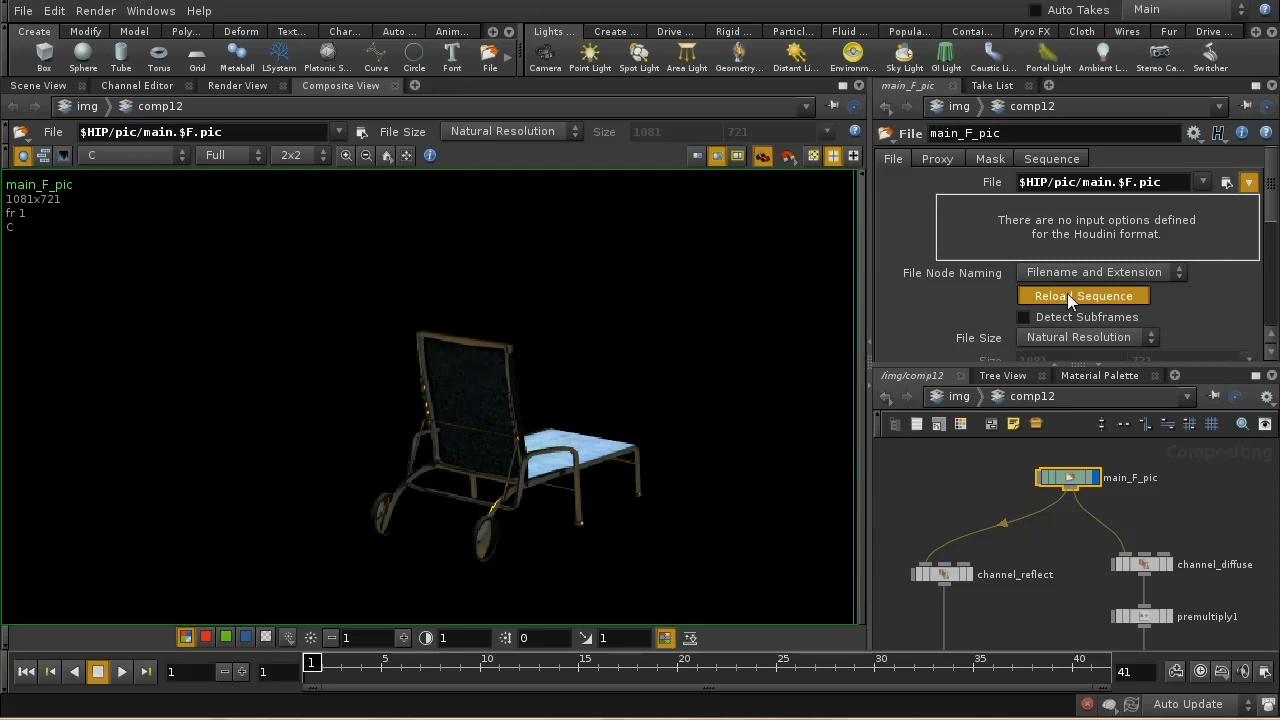 File Edit Render Windows Help Auto Takes Main
Create Modify Model Poly... Deform Text... Char... Auto ... Anim... Lights ... Create ... Drive ... Rigid ... Particl... Fluid ... Popula... Contai... Pyro FX Cloth Wires Fur Drive ...
Box Sphere Tube Torus Grid Metaball LSystem Platonic S... Curve Circle Font File Camera Point Light Spot Light Area Light Geometry... Distant Li... Environm... Sky Light GI Light Caustic Li... Portal Light Ambient L... Stereo Ca... Switcher
Scene View Channel Editor Render View Composite View main_F_pic Take List
img comp12 img comp12
File $HIP/pic/main.$F.pic File Size Natural Resolution Size 1081 721 File main_F_pic
C Full 2x2 File Proxy Mask Sequence
main_F_pic
1081x721
fr 1
C
File $HIP/pic/main.$F.pic
There are no input options defined
for the Houdini format.
File Node Naming Filename and Extension
Reload Sequence
Detect Subframes
File Size Natural Resolution
Size 1081 721
/img/comp12 Tree View Material Palette
img comp12
Compositing
main_F_pic
channel_reflect channel_diffuse
premultiply1
1 1 0 1
1 1 1 5 10 15 20 25 30 35 40 41
Auto Update